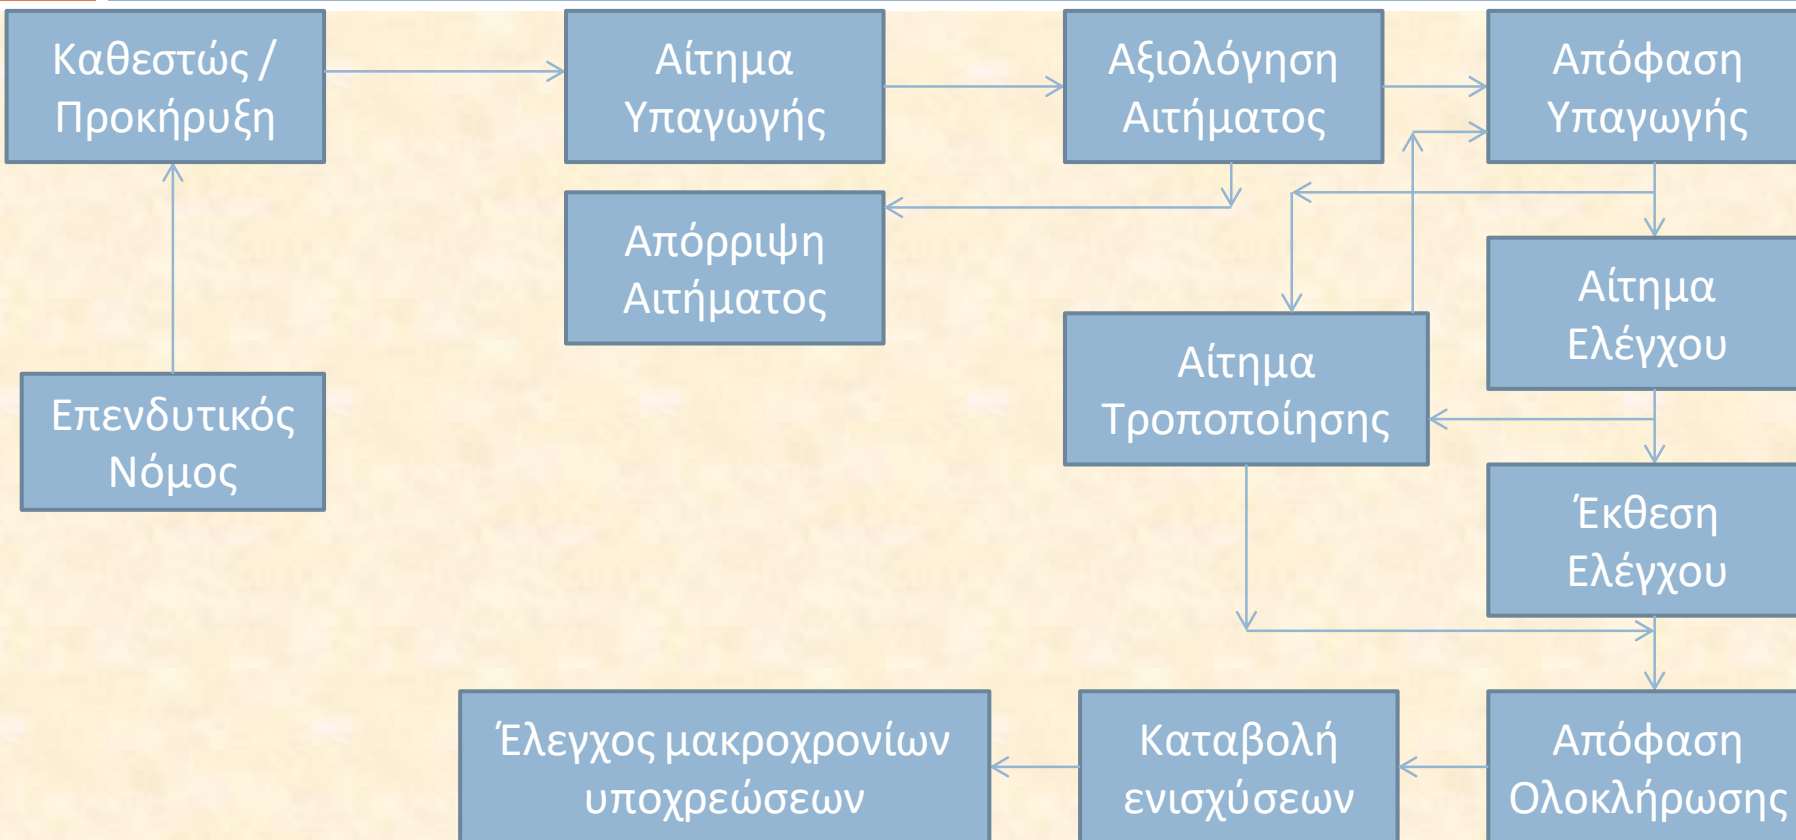 Καθεστώς /
Προκήρυξη
Αίτημα
Υπαγωγής
Αξιολόγηση
Αιτήματος
Απόφαση
Υπαγωγής
Απόρριψη
Αιτήματος
Αίτημα
Ελέγχου
Αίτημα
Τροποποίησης
Επενδυτικός
Νόμος
Έκθεση
Ελέγχου
Έλεγχος μακροχρονίων
υποχρεώσεων
Καταβολή
ενισχύσεων
Απόφαση
Ολοκλήρωσης